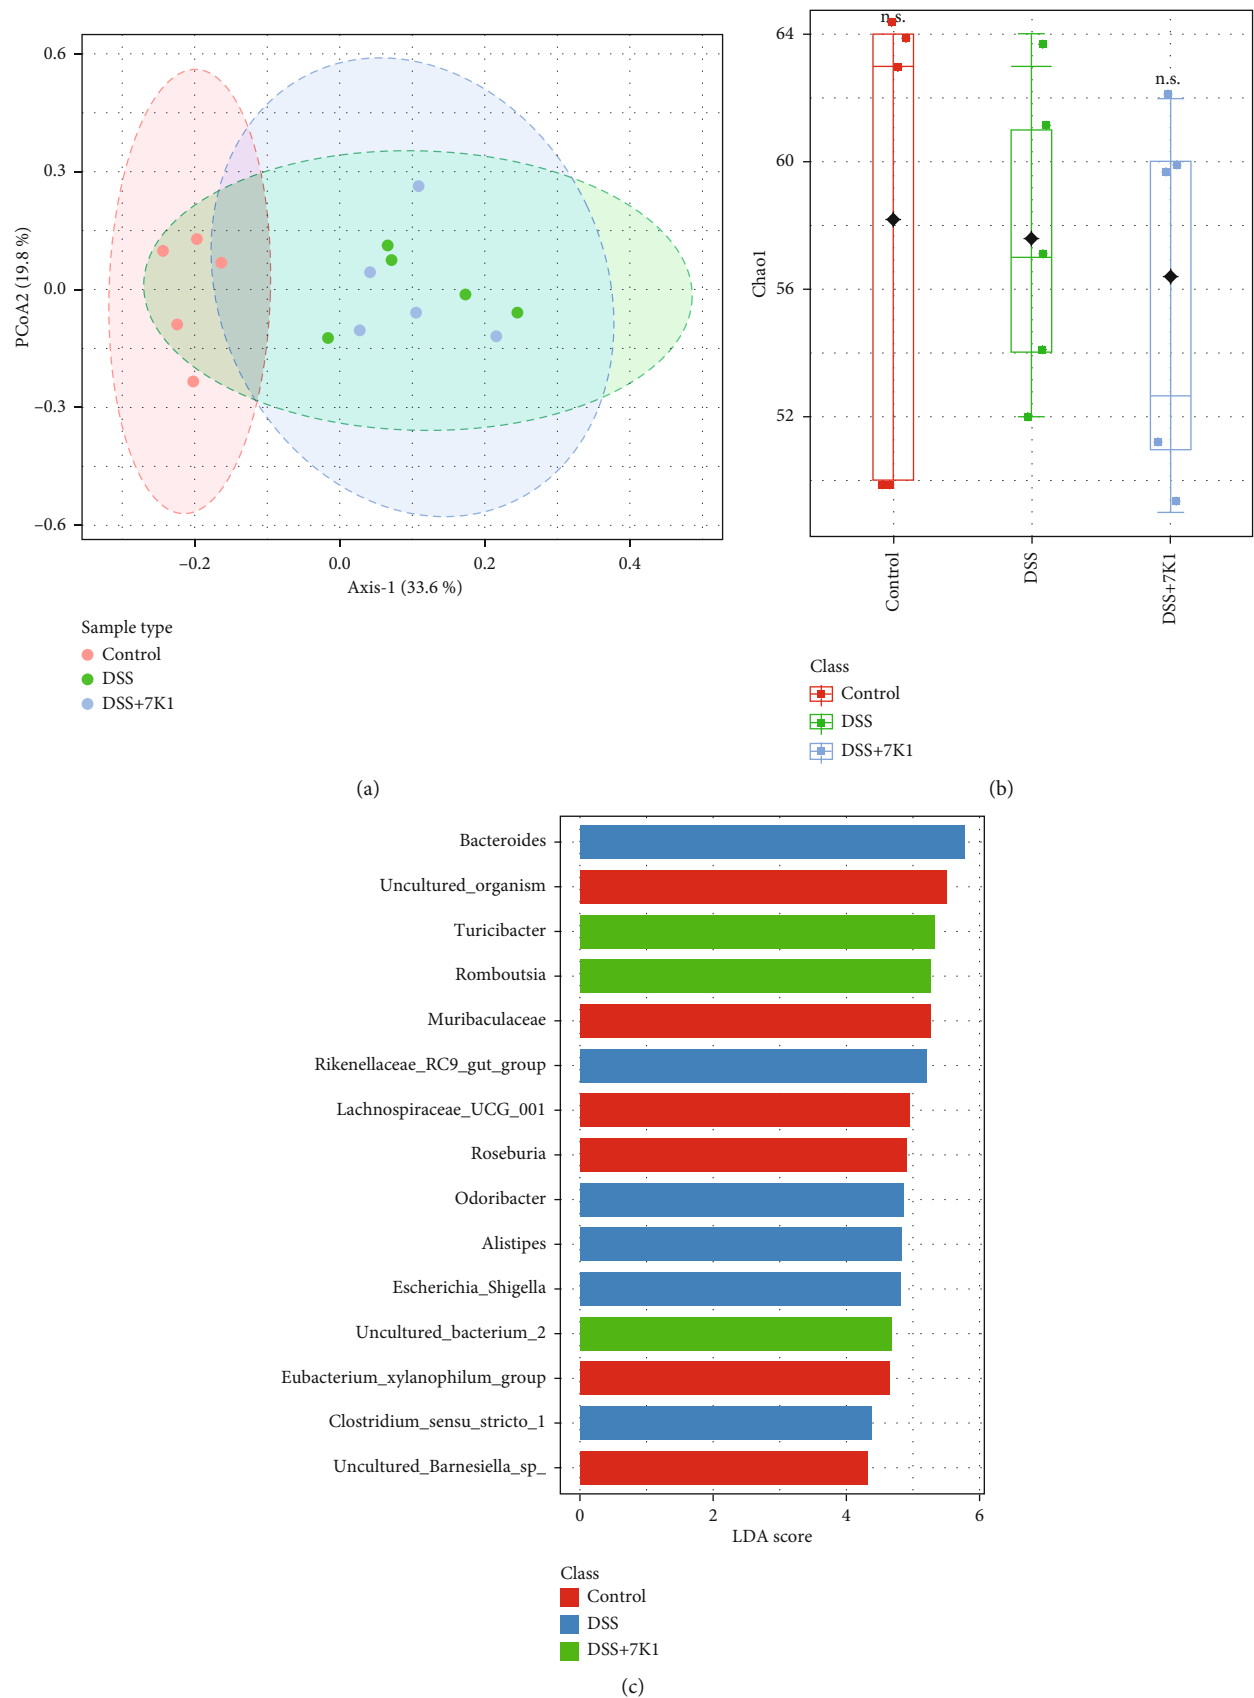 0.6
0.3
0.0
−0.3
−0.6
PCoA2 (19.8 %)
−0.2
0.0
0.2
0.4
Axis-1 (33.6 %)
Sample type
Control
DSS
DSS+7K1
(a)
n.s.
n.s.
64
60
56
52
Chao1
Control
DSS
DSS+7K1
Class
Control
DSS
DSS+7K1
(b)
Bacteroides
Uncultured_organism
Turicibacter
Romboutsia
Muribaculaceae
Rikenellaceae_RC9_gut_group
Lachnospiraceae_UCG_001
Roseburia
Odoribacter
Alistipes
Escherichia_Shigella
Uncultured_bacterium_2
Eubacterium_xylanophilum_group
Clostridium_sensu_stricto_1
Uncultured_Barnesiella_sp_
0
2
4
6
LDA score
Class
Control
DSS
DSS+7K1
(c)